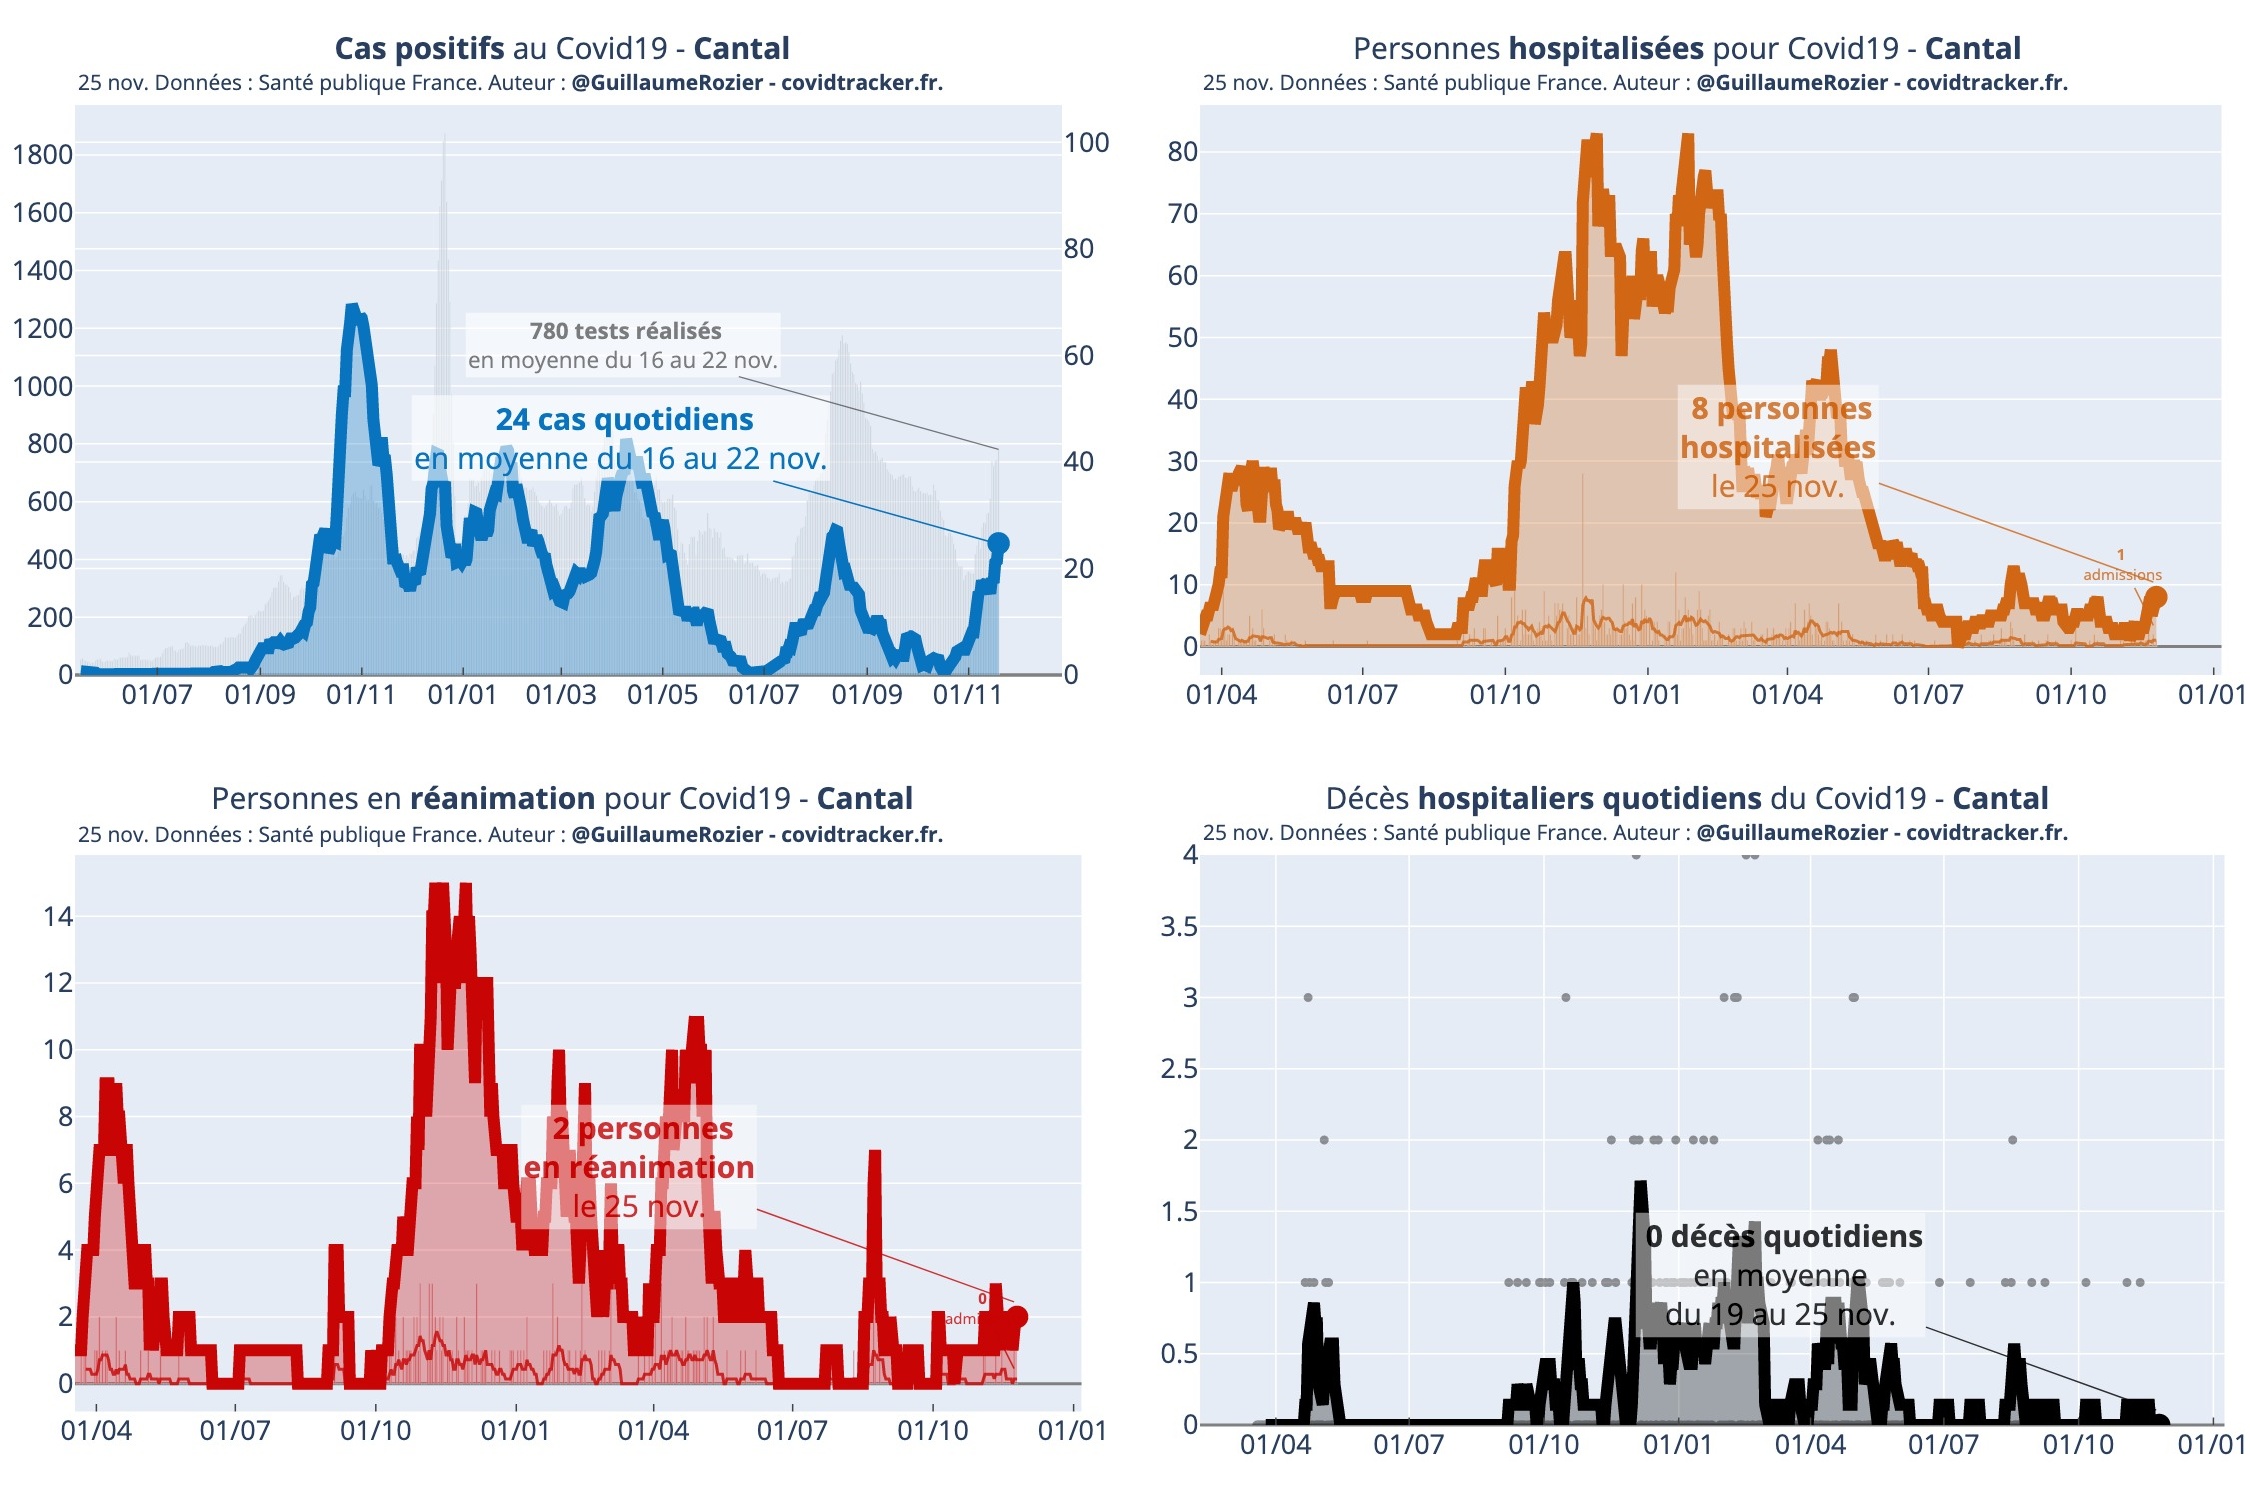 Cas positifs au Covid19 - Cantal
25 nov. Données : Santé publique France. Auteur : @GuillaumeRozier - covidtracker.fr.
1800
1600
1400
1200
1000
800
600
400
200
0
100
80
60
40
20
0
780 tests réalisés
en moyenne du 16 au 22 nov.
24 cas quotidiens
en moyenne du 16 au 22 nov.
01/07 01/09 01/11 01/01 01/03 01/05 01/07 01/09 01/11
Personnes hospitalisées pour Covid19 - Cantal
25 nov. Données : Santé publique France. Auteur : @GuillaumeRozier - covidtracker.fr.
80
70
60
50
40
30
20
10
0
8 personnes
hospitalisées
le 25 nov.
1
admissions
01/04 01/07 01/10 01/01 01/04 01/07 01/10 01/01
Personnes en réanimation pour Covid19 - Cantal
25 nov. Données : Santé publique France. Auteur : @GuillaumeRozier - covidtracker.fr.
14
12
10
8
6
4
2
0
2 personnes
en réanimation
le 25 nov.
0
admi
01/04 01/07 01/10 01/01 01/04 01/07 01/10 01/01
Décès hospitaliers quotidiens du Covid19 - Cantal
25 nov. Données : Santé publique France. Auteur : @GuillaumeRozier - covidtracker.fr.
4
3.5
3
2.5
2
1.5
1
0.5
0
0 décès quotidiens
en moyenne
du 19 au 25 nov.
01/04 01/07 01/10 01/01 01/04 01/07 01/10 01/01